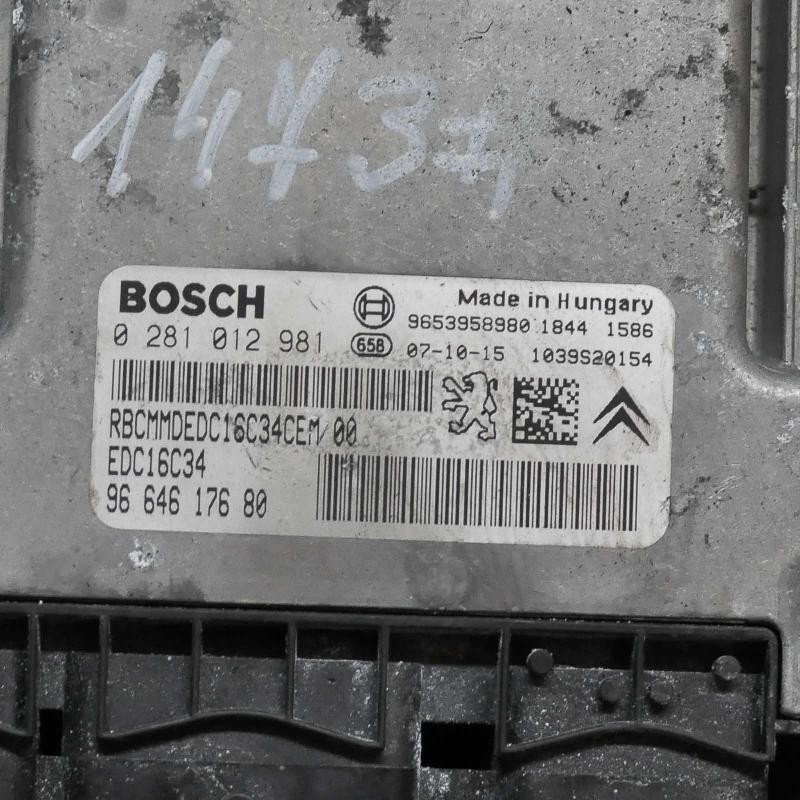 1473
BOSCH
Made in Hungary
0 281 012 981
658
9653958980 1844 1586
07-10-15 1039S20154
RBCMMDEDC16C34CEM/00
EDC16C34
96 646 176 80